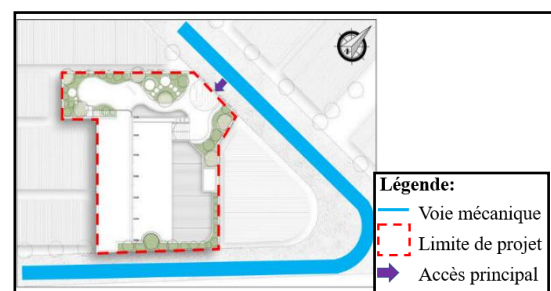 Légende:
Voie mécanique
Limite de projet
Accès principal